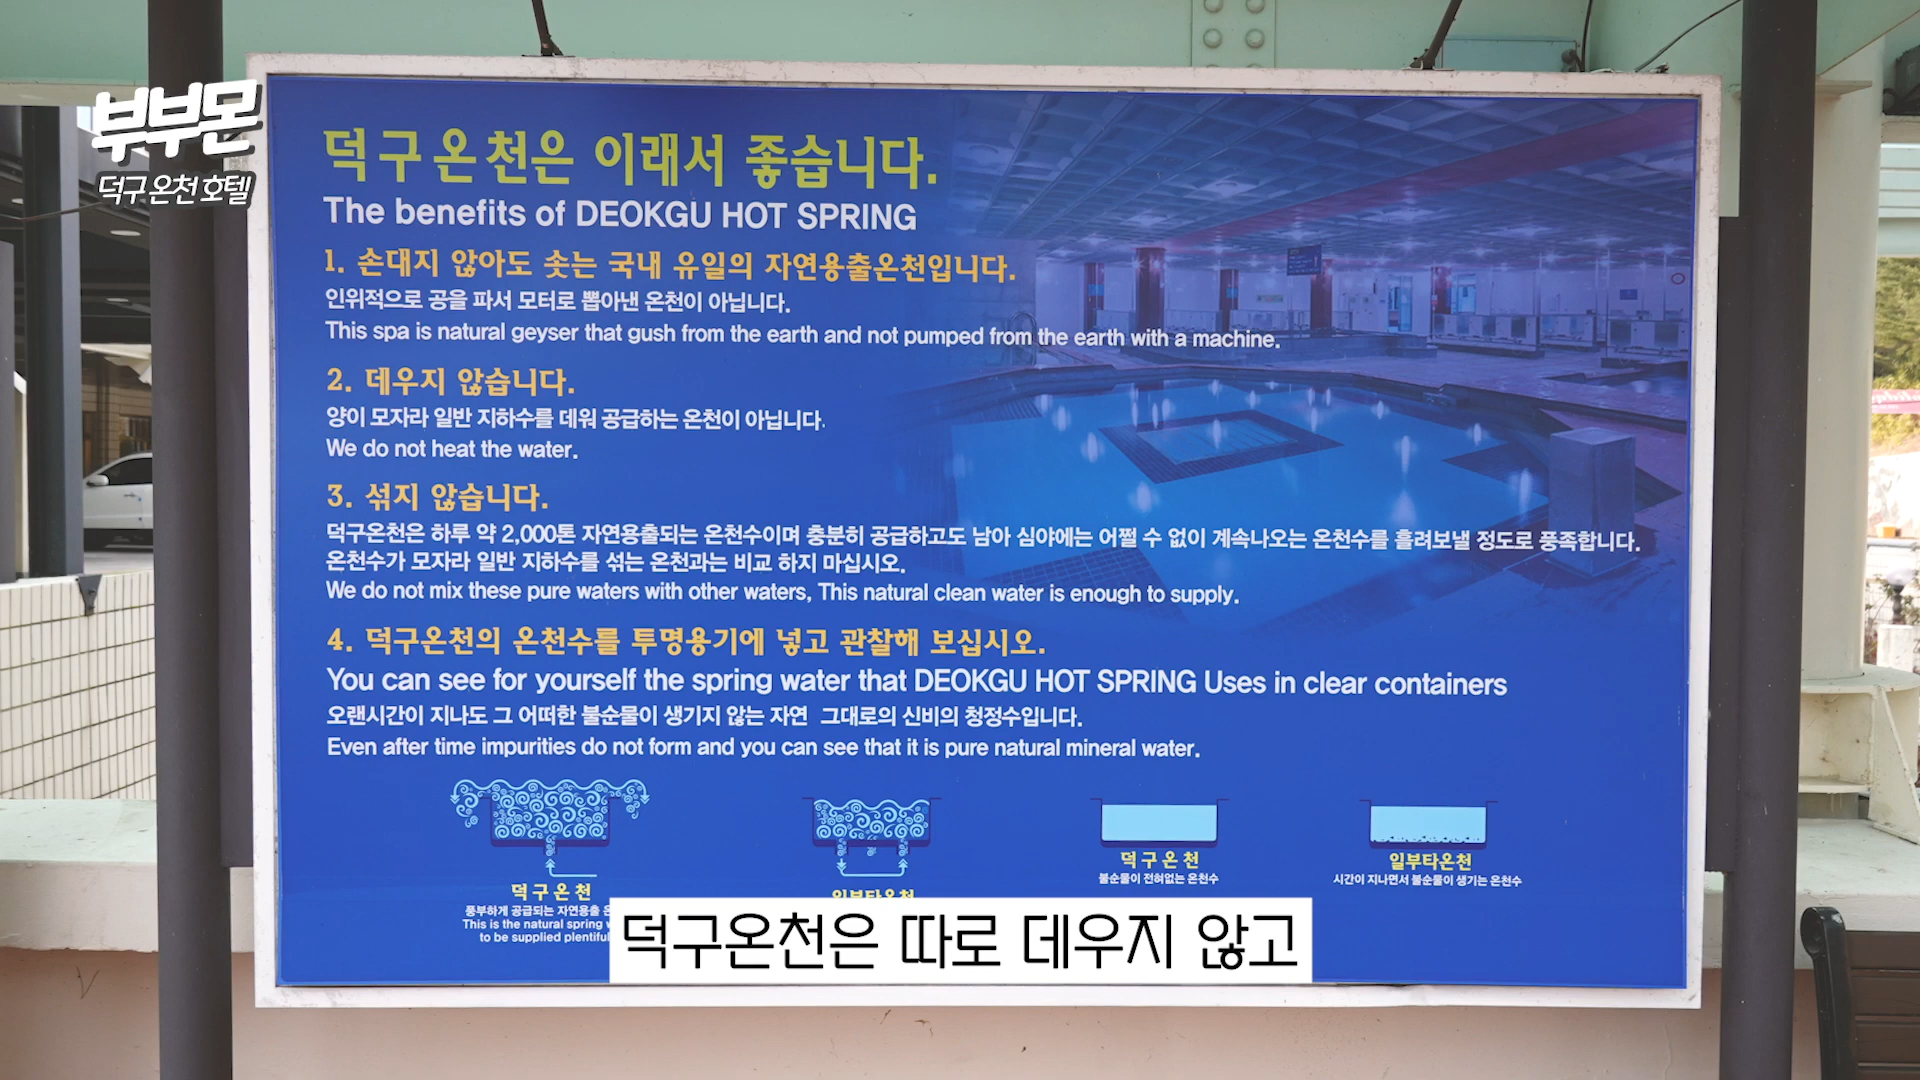 부부몬
덕구온천호텔
덕구온천은 이래서 좋습니다.
The benefits of DEOKGU HOT SPRING
1. 손대지 않아도 솟는 국내 유일의 자연용출온천입니다.
인위적으로 공을 파서 모터로 뽑아낸 온천이 아닙니다.
This spa is natural geyser that gush from the earth and not pumped from the earth with a machine.
2. 데우지 않습니다.
양이 모자라 일반 지하수를 데워 공급하는 온천이 아닙니다.
We do not heat the water.
3. 섞지 않습니다.
덕구온천은 하루 약 2,000톤 자연용출되는 온천수이며 충분히 공급하고도 남아 심야에는 어쩔 수 없이 계속나오는 온천수를 흘려보낼 정도로 풍족합니다.
온천수가 모자라 일반 지하수를 섞는 온천과는 비교 하지 마십시오.
We do not mix these pure waters with other waters, This natural clean water is enough to supply.
4. 덕구온천의 온천수를 투명용기에 넣고 관찰해 보십시오.
You can see for yourself the spring water that DEOKGU HOT SPRING Uses in clear containers
오랜시간이 지나도 그 어떠한 불순물이 생기지 않는 자연 그대로의 신비의 청정수입니다.
Even after time impurities do not form and you can see that it is pure natural mineral water.
덕구온천
풍부하게 공급되는 자연용출
This is the natural spring
to be supplied plentiful
덕구온천
불순물이 전혀없는 온천수
일부타온천
시간이 지나면서 불순물이 생기는 온천수
덕구온천은 따로 데우지 않고